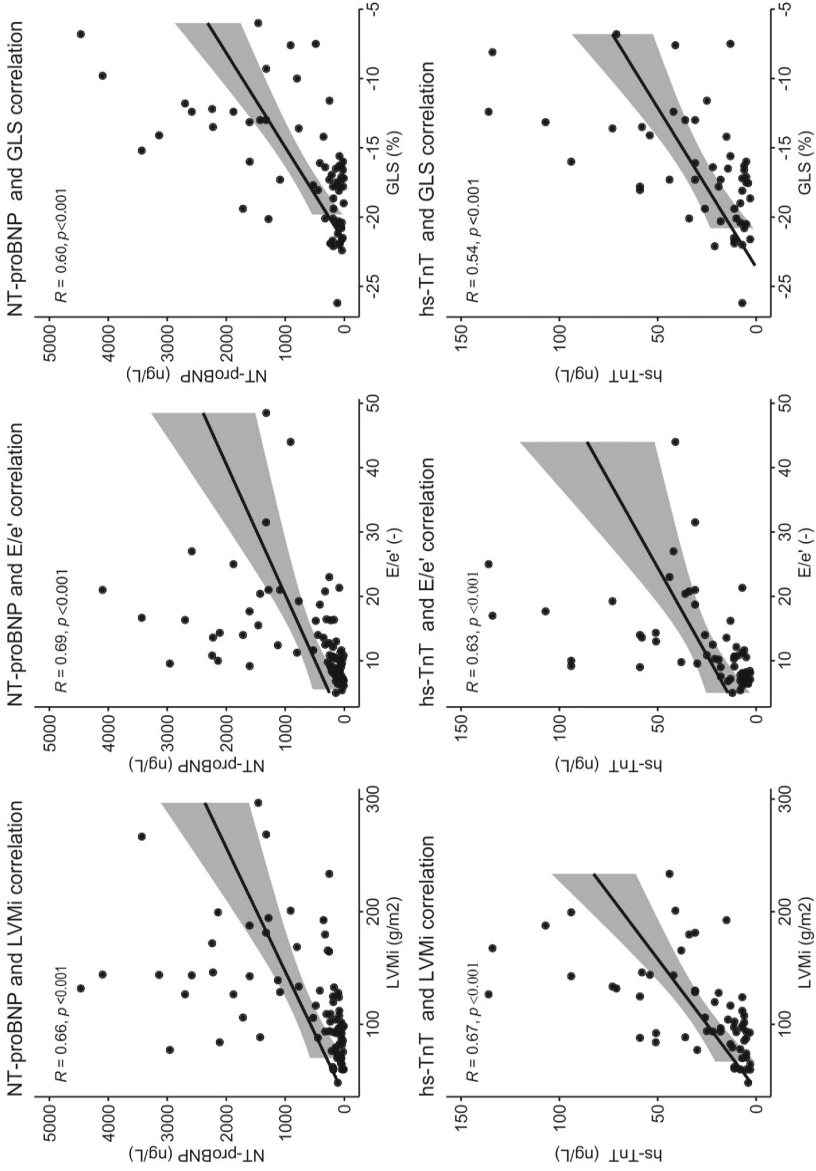 NT-proBNP and LVMi correlation
R = 0.66, p<0.001
NT-proBNP (ng/L)
5000
4000
3000
2000
1000
0
100
200
300
LVMi (g/m2)
NT-proBNP and E/e' correlation
R = 0.69, p<0.001
NT-proBNP (ng/L)
5000
4000
3000
2000
1000
0
10
20
30
40
50
E/e' (-)
NT-proBNP and GLS correlation
R = 0.60, p<0.001
NT-proBNP (ng/L)
5000
4000
3000
2000
1000
0
-25
-20
-15
-10
-5
GLS (%)
hs-TnT and LVMi correlation
R = 0.67, p<0.001
hs-TnT (ng/L)
150
100
50
0
100
200
300
LVMi (g/m2)
hs-TnT and E/e' correlation
R = 0.63, p<0.001
hs-TnT (ng/L)
150
100
50
0
10
20
30
40
50
E/e' (-)
hs-TnT and GLS correlation
R = 0.54, p<0.001
hs-TnT (ng/L)
150
100
50
0
-25
-20
-15
-10
-5
GLS (%)